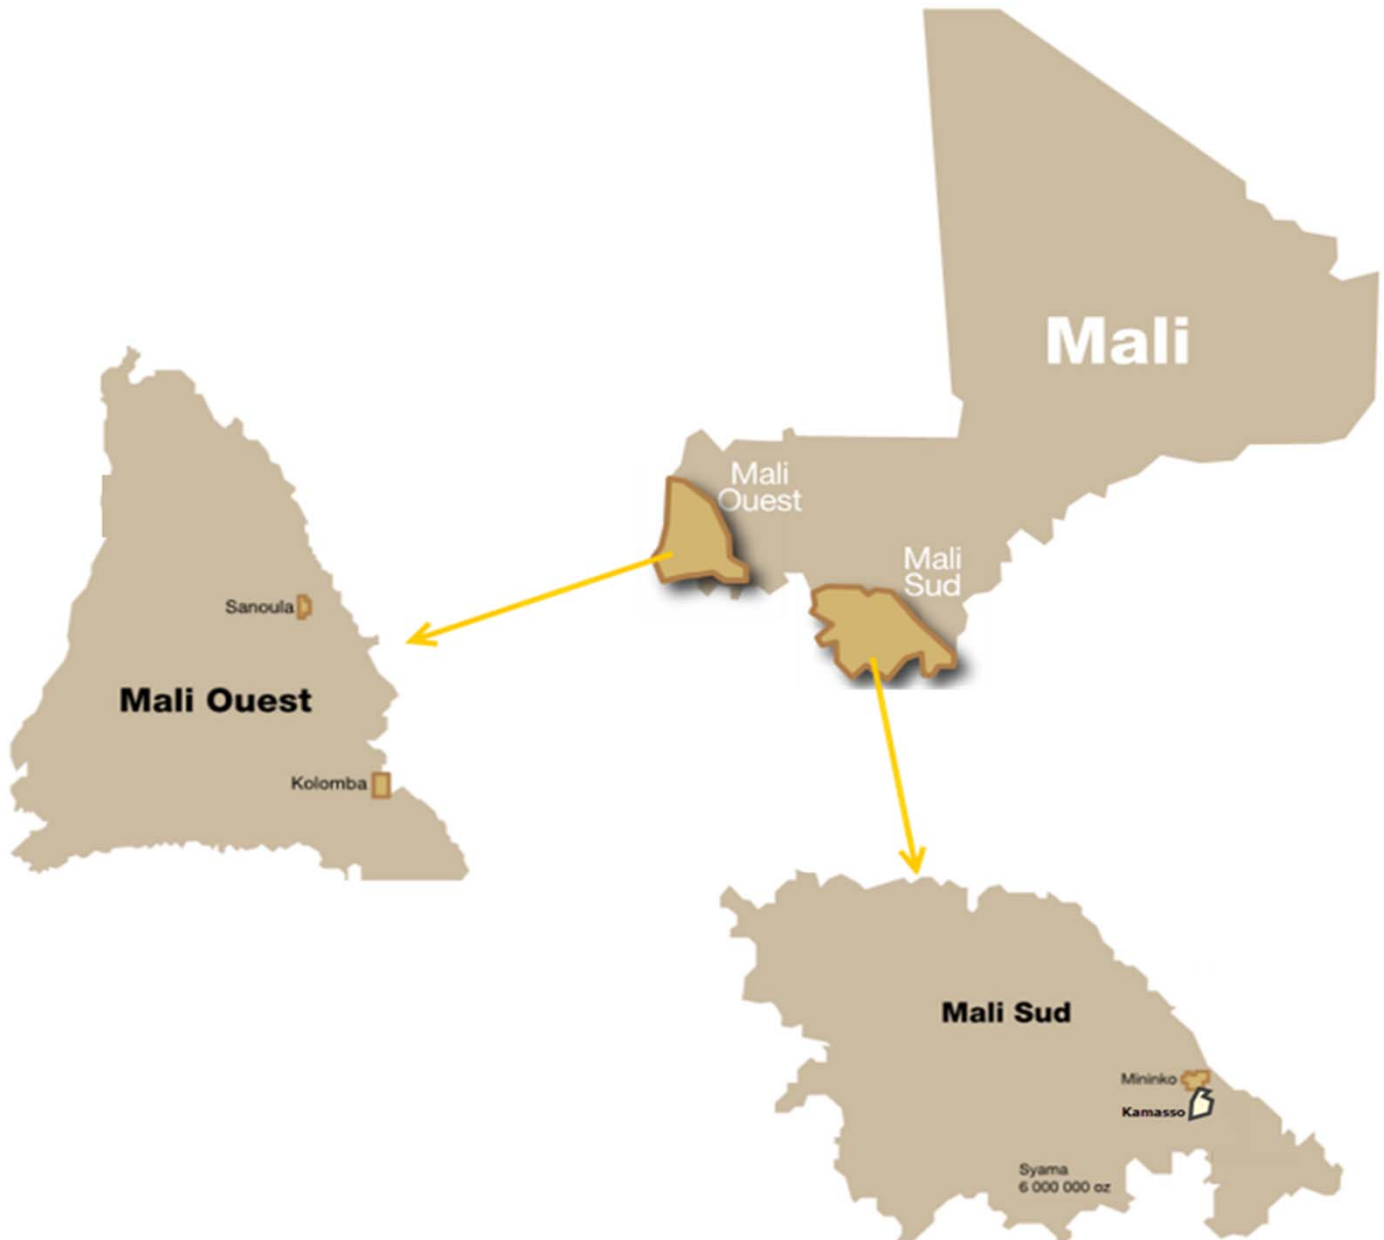 Mali
Mali
Ouest
Mali
Sud
Sanoula
Mali Ouest
Kolomba
Mali Sud
Mininko
Kamasso
Syama
6 000 000 oz